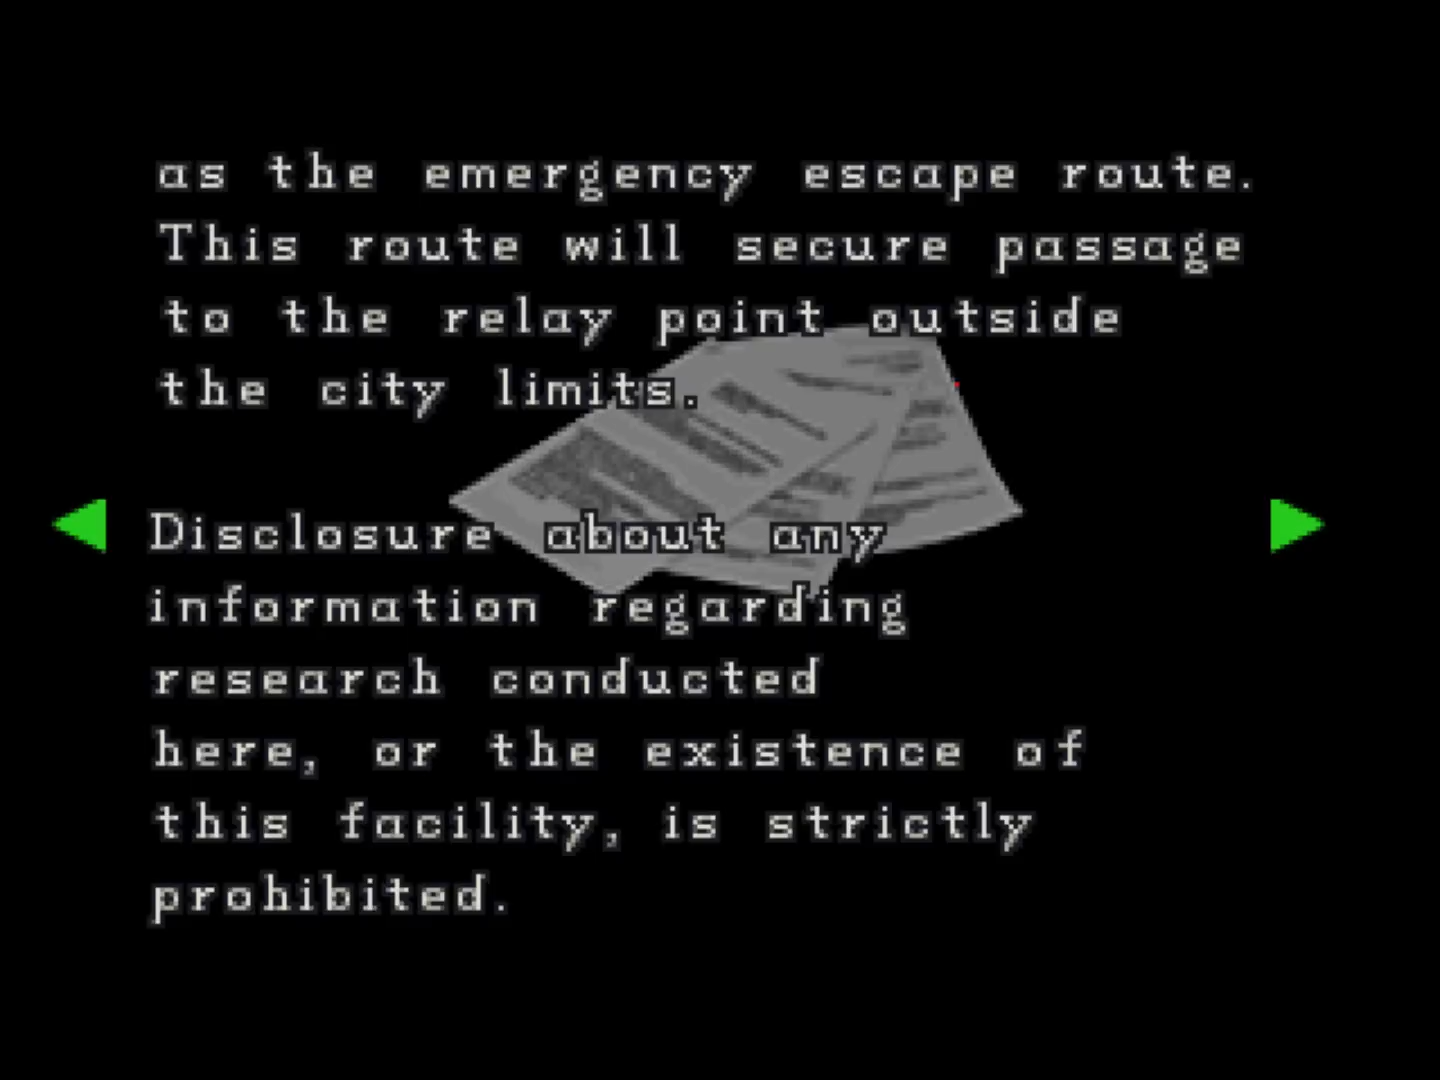 as the emergency escape route.
This route will secure passage
to the relay point outside
the city limits.
Disclosure about any
information regarding
research conducted
here, or the existence of
this facility, is strictly
prohibited.